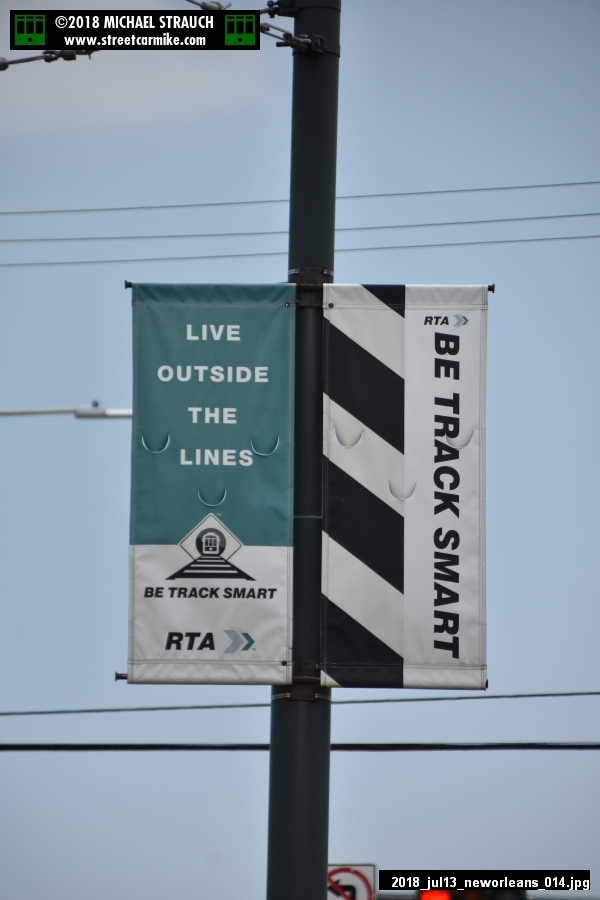 ©2018 MICHAEL STRAUCH
www.streetcarmike.com
LIVE
OUTSIDE
THE
LINES
BE TRACK SMART
RTA
RTA
BE TRACK SMART
2018_jul13_neworleans_014.jpg